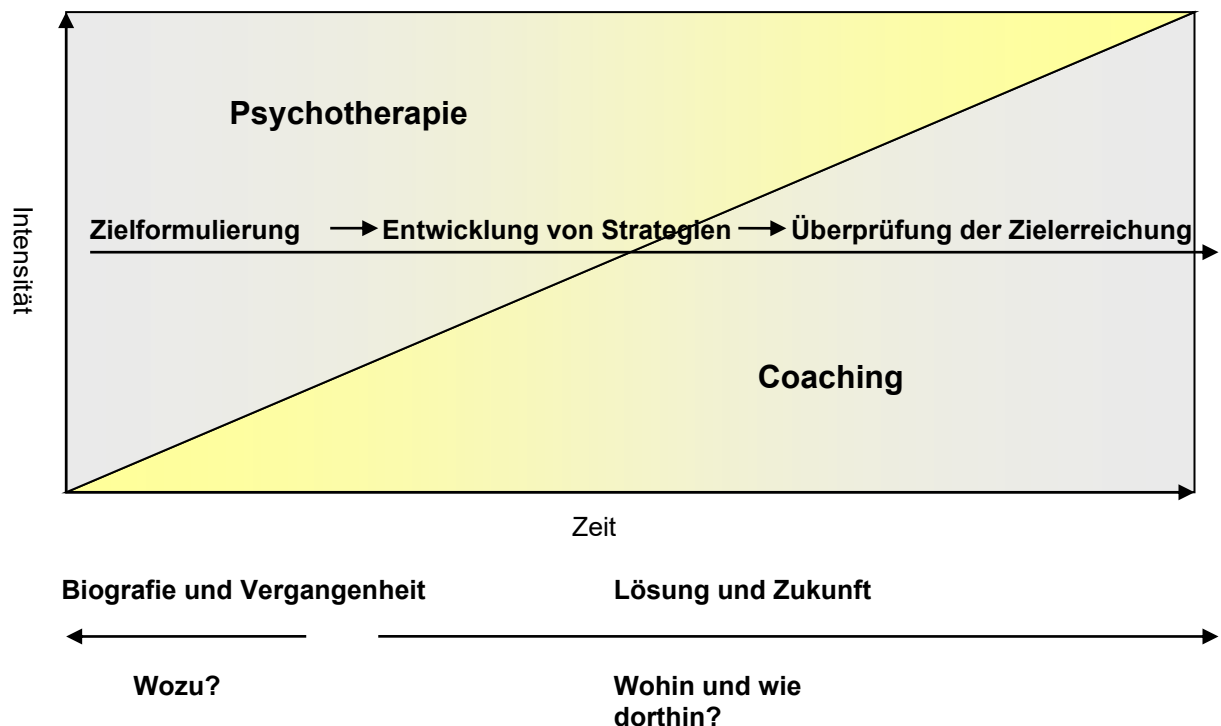 Psychotherapie
Intensität
Zielformulierung
Entwicklung von Strategien
Überprüfung der Zielerreichung
Coaching
Zeit
Biografie und Vergangenheit
Lösung und Zukunft
Wozu?
Wohin und wie
dorthin?